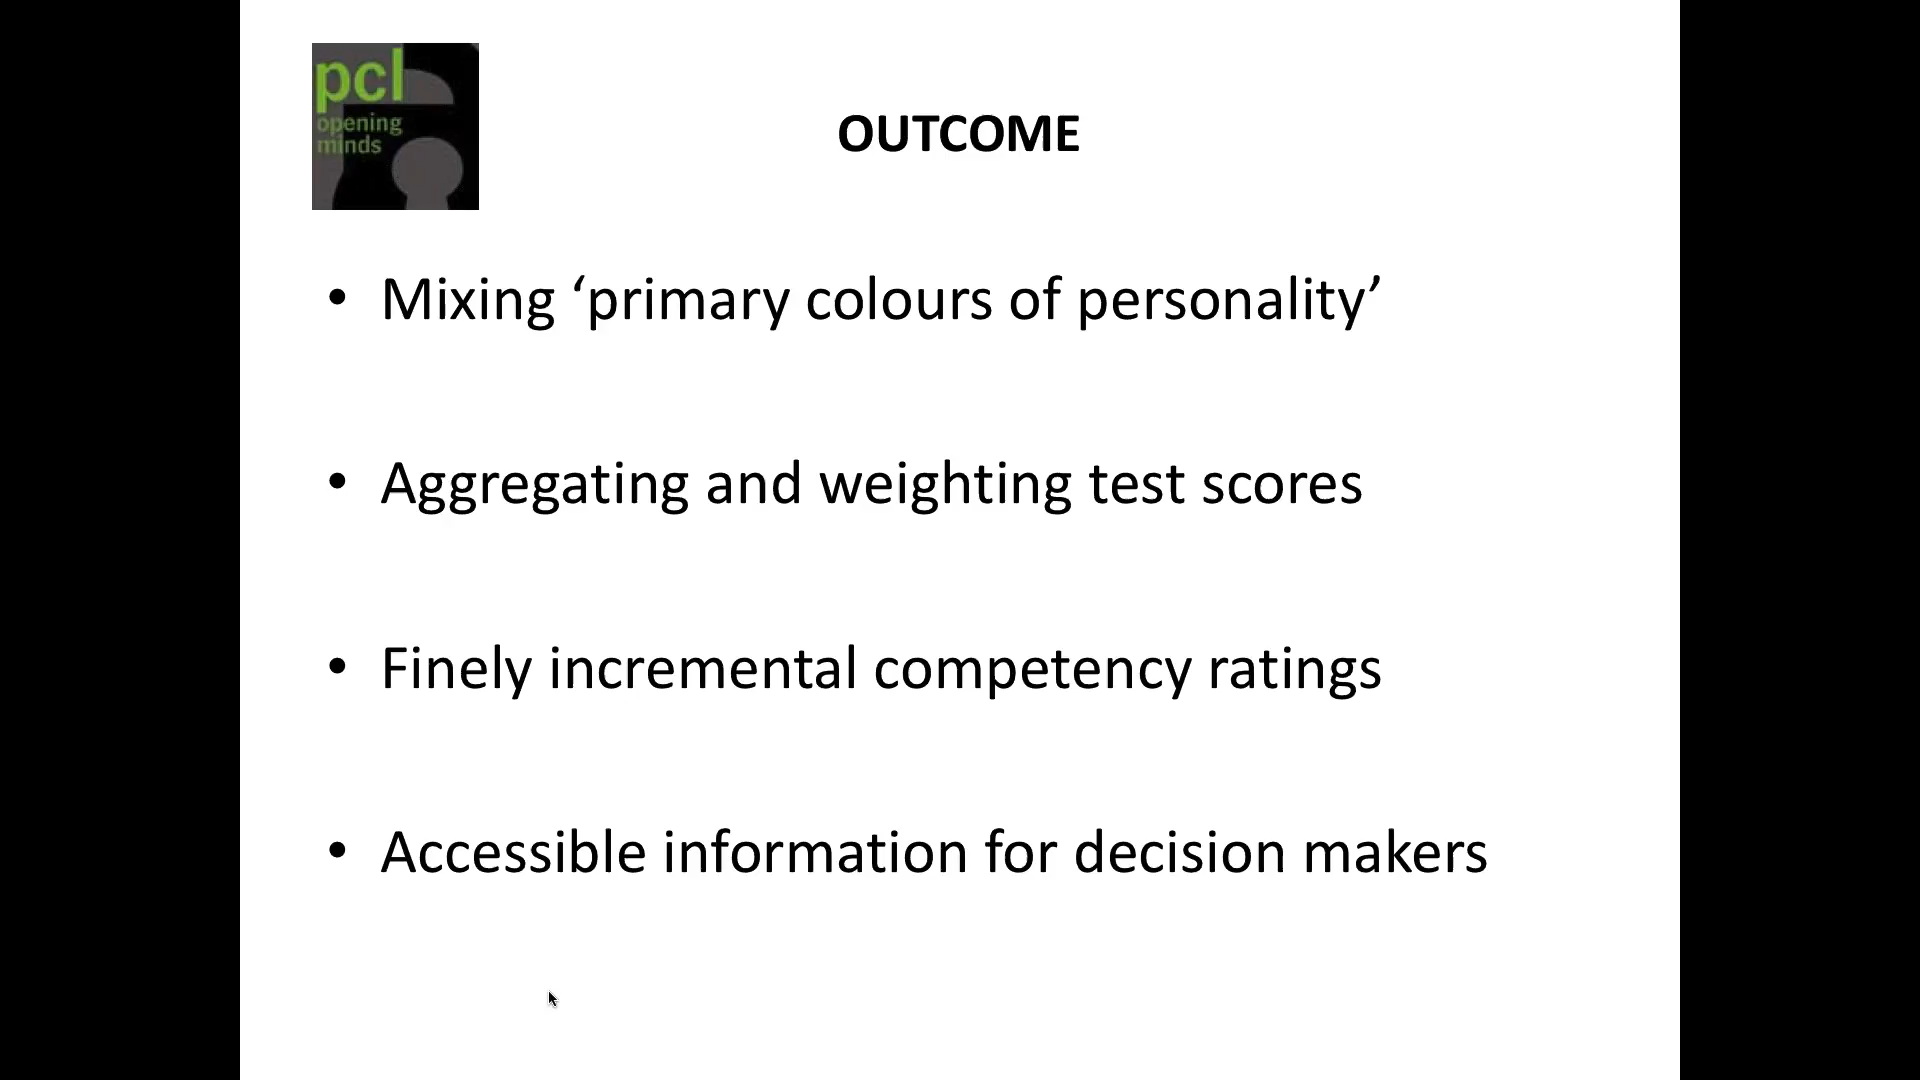 pcl
opening
minds
OUTCOME
• Mixing ‘primary colours of personality’
• Aggregating and weighting test scores
• Finely incremental competency ratings
• Accessible information for decision makers